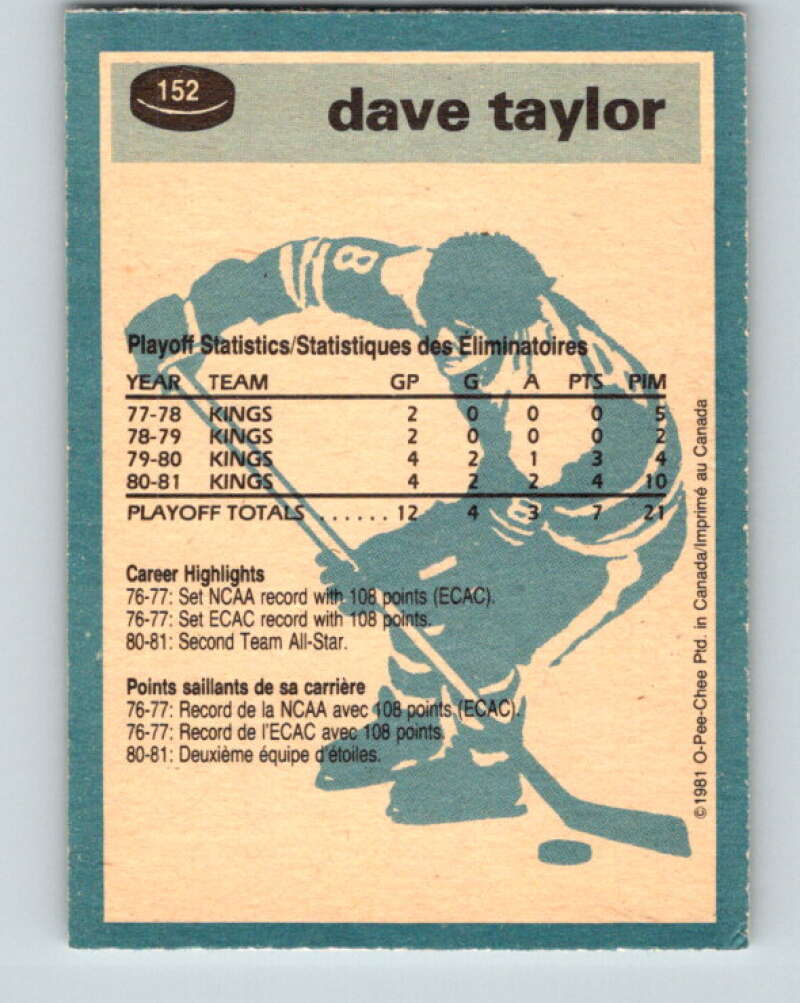 152
dave taylor
8
Playoff Statistics/Statistiques des Éliminatoires
YEAR TEAM GP G A PTS PIM
77-78 KINGS 2 0 0 0 5
78-79 KINGS 2 0 0 0 2
79-80 KINGS 4 2 1 3 4
80-81 KINGS 4 2 2 4 10
PLAYOFF TOTALS ...... 12 4 3 7 21
8
Career Highlights
76-77: Set NCAA record with 108 points (ECAC).
76-77: Set ECAC record with 108 points.
80-81: Second Team All-Star.
Points saillants de sa carrière
76-77: Record de la NCAA avec 108 points (ECAC).
76-77: Record de l'ECAC avec 108 points.
80-81: Deuxième équipe d'étoiles.
©1981 O-Pee-Chee Ptd. in Canada/Imprimé au Canada